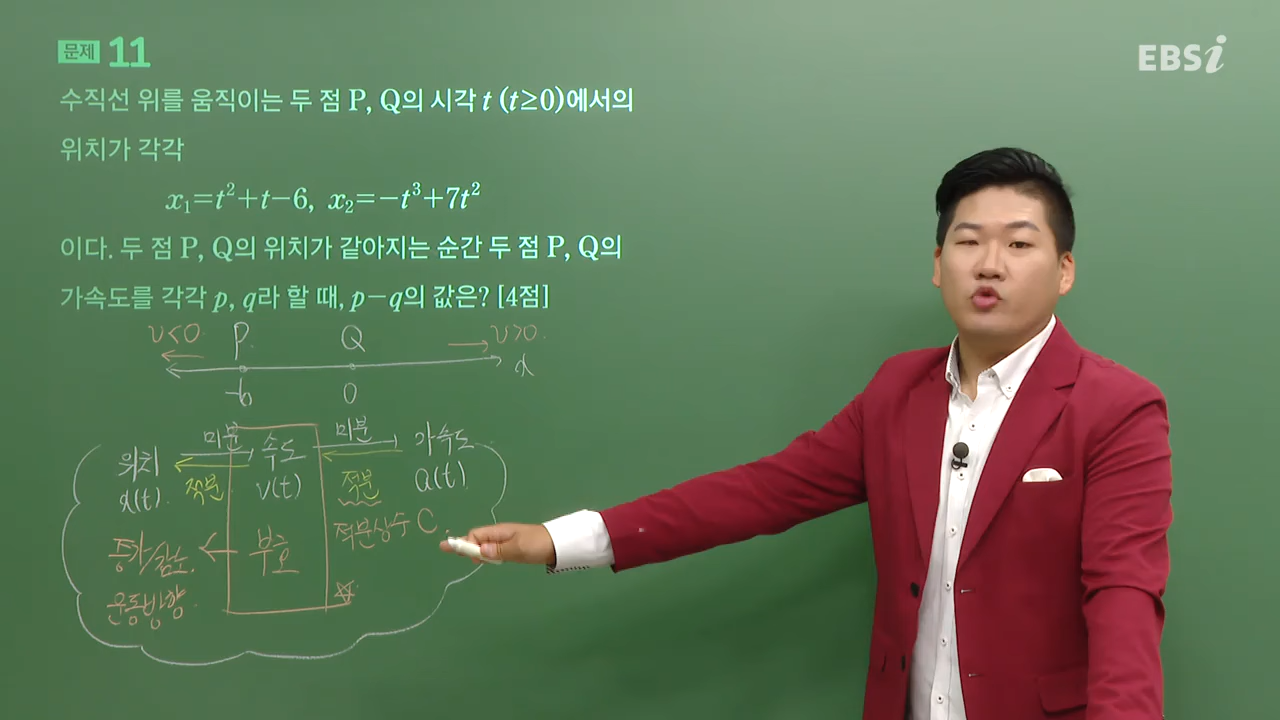 문제 11
EBSi
수직선 위를 움직이는 두 점 P, Q의 시각 t (t≥0)에서의
위치가 각각
x₁=t²+t−6, x₂=−t³+7t²
이다. 두 점 P, Q의 위치가 같아지는 순간 두 점 P, Q의
가속도를 각각 p, q라 할 때, p−q의 값은? [4점]
v<0 P Q v>0
x
-6 0
위치 미분 속도 미분 가속도
x(t) 적분 v(t) 적분 a(t)
적분상수 C
증가/감소 부호
운동방향